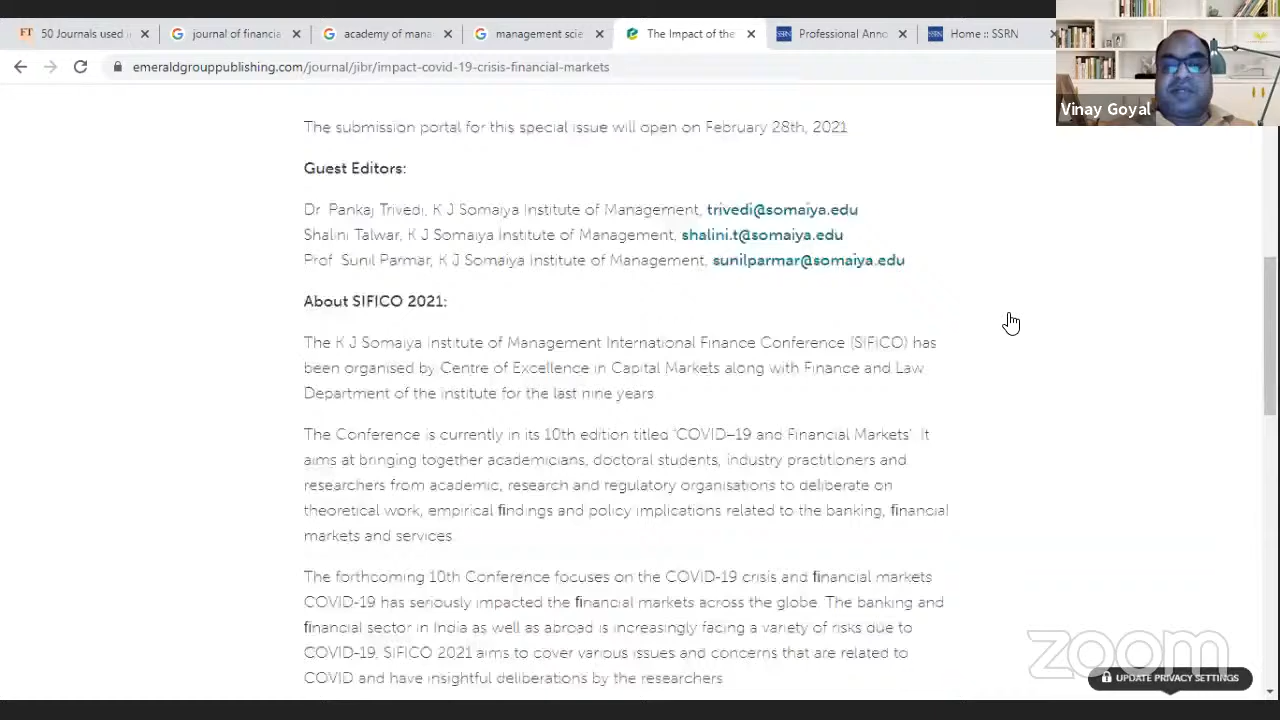 50 Journals used i
journal of financia
academy of mana
management scie
The Impact of the
SSRN
Professional Anno
SSRN
Home :: SSRN
emeraldgrouppublishing.com/journal/jibr/mpact-covid-19-crisis-financial-markets
Vinay Goyal
The submission portal for this special issue will open on February 28th, 2021
Guest Editors:
Dr Pankaj Trivedi, K J Somaiya Institute of Management, trivedi@somaiya.edu
Shalini Talwar, K J Somaiya Institute of Management, shalini.t@somaiya.edu
Prof Sunil Parmar, K J Somaiya Institute of Management, sunilparmar@somaiya.edu
About SIFICO 2021:
The K J Somaiya Institute of Management International Finance Conference (SIFICO) has
been organised by Centre of Excellence in Capital Markets along with Finance and Law
Department of the institute for the last nine years
The Conference is currently in its 10th edition titled 'COVID–19 and Financial Markets'. It
aims at bringing together academicians, doctoral students, industry practitioners and
researchers from academic, research and regulatory organisations to deliberate on
theoretical work, empirical findings and policy implications related to the banking, financial
markets and services
The forthcoming 10th Conference focuses on the COVID-19 crisis and financial markets
COVID-19 has seriously impacted the financial markets across the globe The banking and
financial sector in India as well as abroad is increasingly facing a variety of risks due to
COVID-19, SIFICO 2021 aims to cover various issues and concerns that are related to
COVID and have insightful deliberations by the researchers
zoom
UPDATE PRIVACY SETTINGS